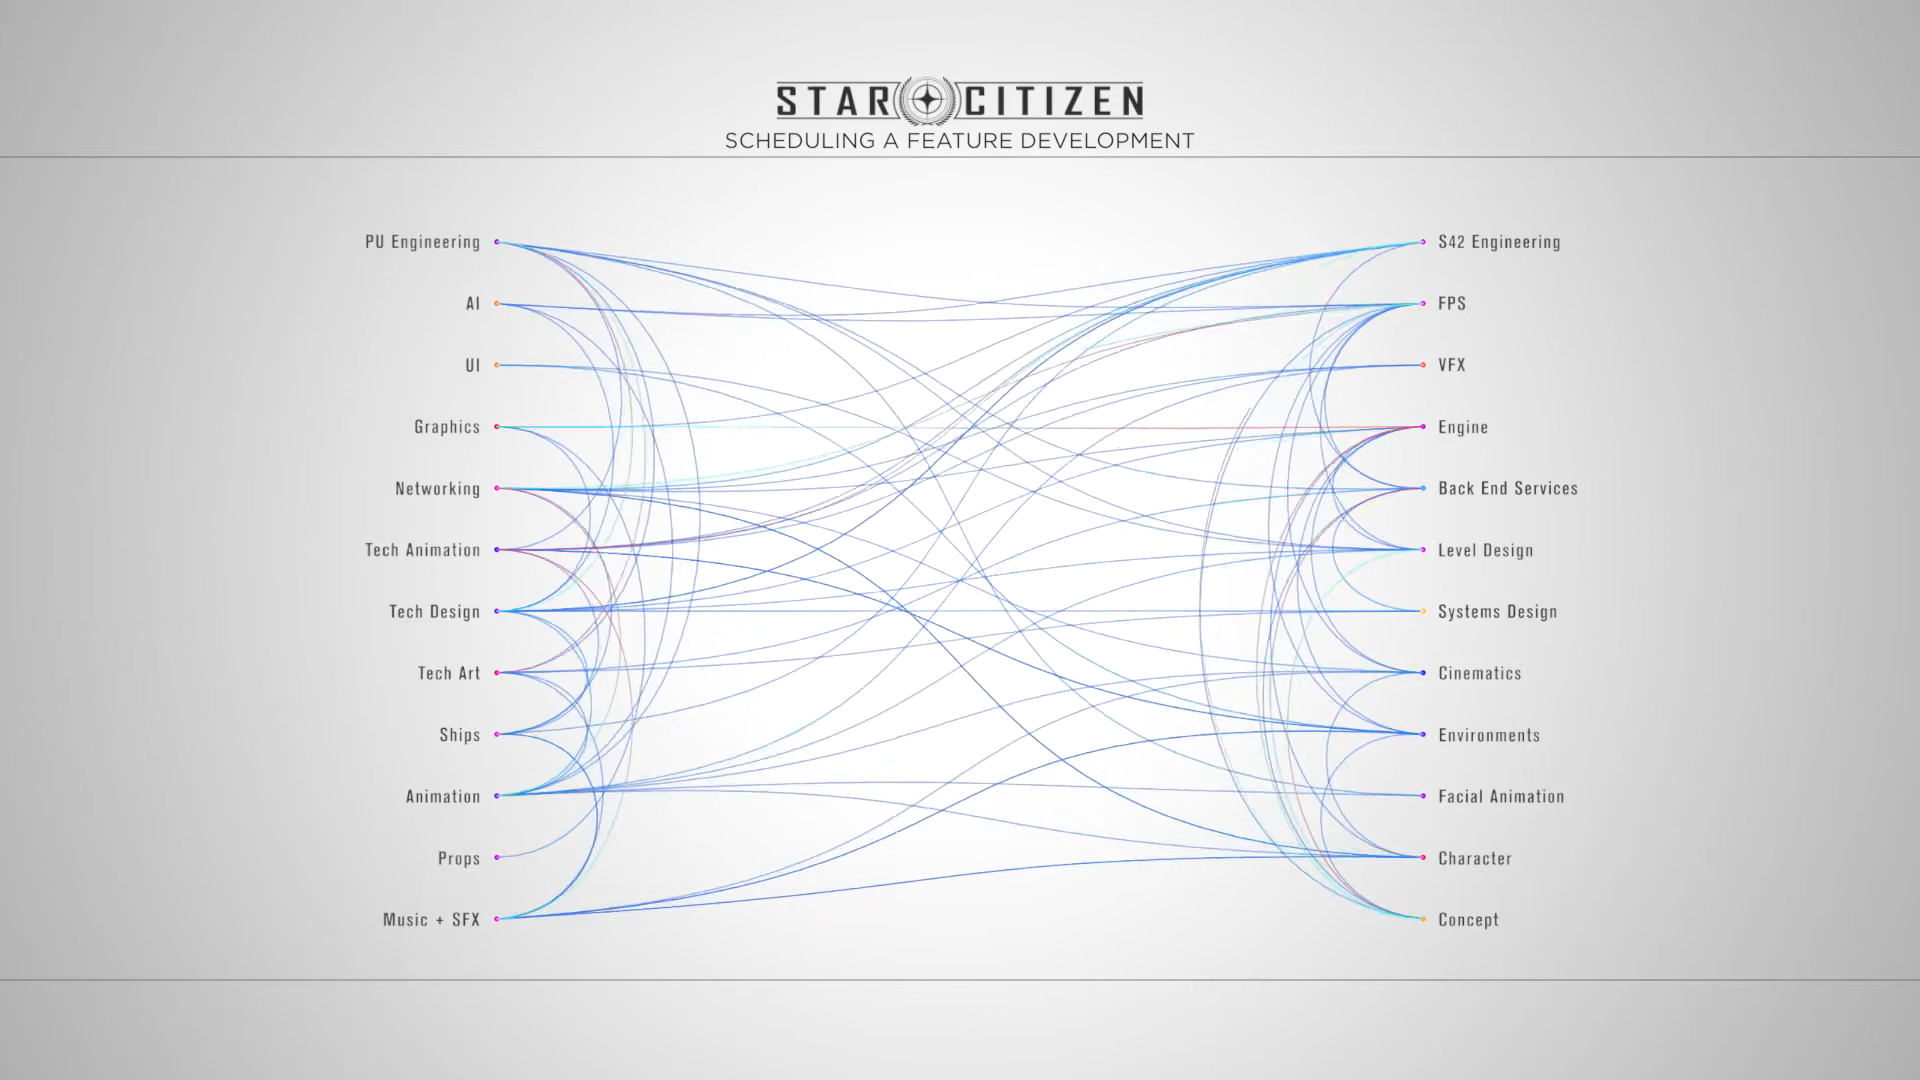 STAR CITIZEN
SCHEDULING A FEATURE DEVELOPMENT
PU Engineering
AI
UI
Graphics
Networking
Tech Animation
Tech Design
Tech Art
Ships
Animation
Props
Music + SFX
S42 Engineering
FPS
VFX
Engine
Back End Services
Level Design
Systems Design
Cinematics
Environments
Facial Animation
Character
Concept